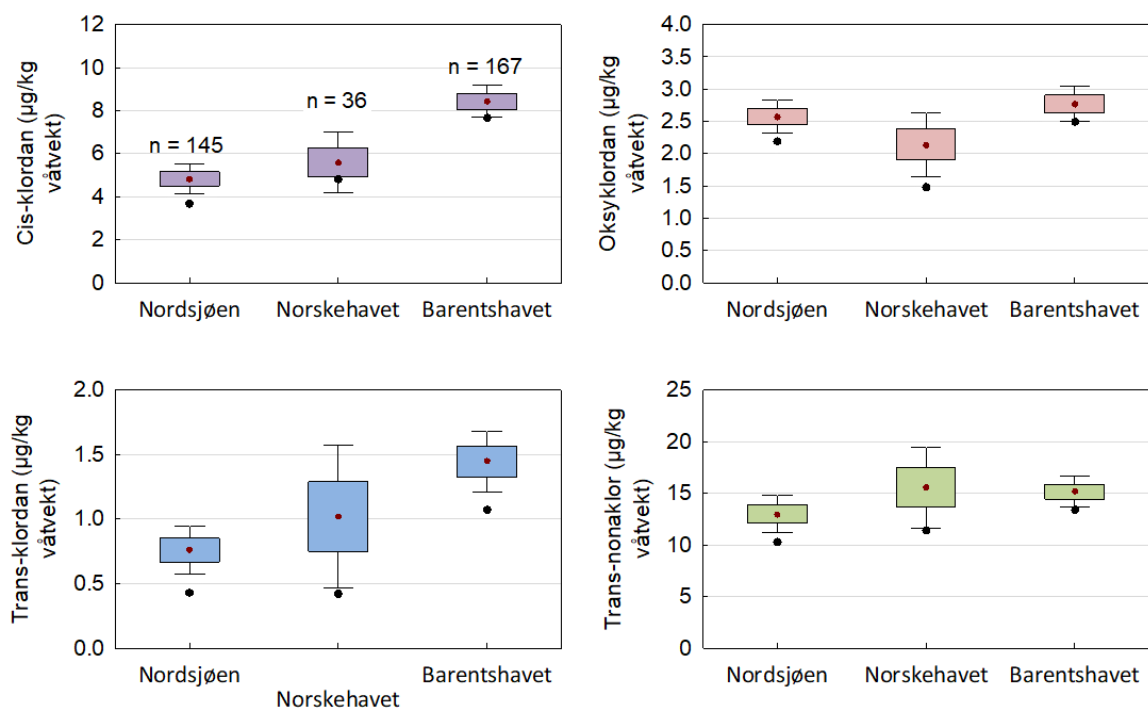 Cis-klordan (µg/kg
våtvekt)
12
10
8
6
4
2
0
n = 145
n = 36
n = 167
Nordsjøen
Norskehavet
Barentshavet
Oksyklordan (µg/kg
våtvekt)
4.0
3.5
3.0
2.5
2.0
1.5
1.0
0.5
0.0
Nordsjøen
Norskehavet
Barentshavet
Trans-klordan (µg/kg
våtvekt)
2.0
1.5
1.0
0.5
0.0
Nordsjøen
Norskehavet
Barentshavet
Trans-nonaklor (µg/kg
våtvekt)
25
20
15
10
5
0
Nordsjøen
Norskehavet
Barentshavet